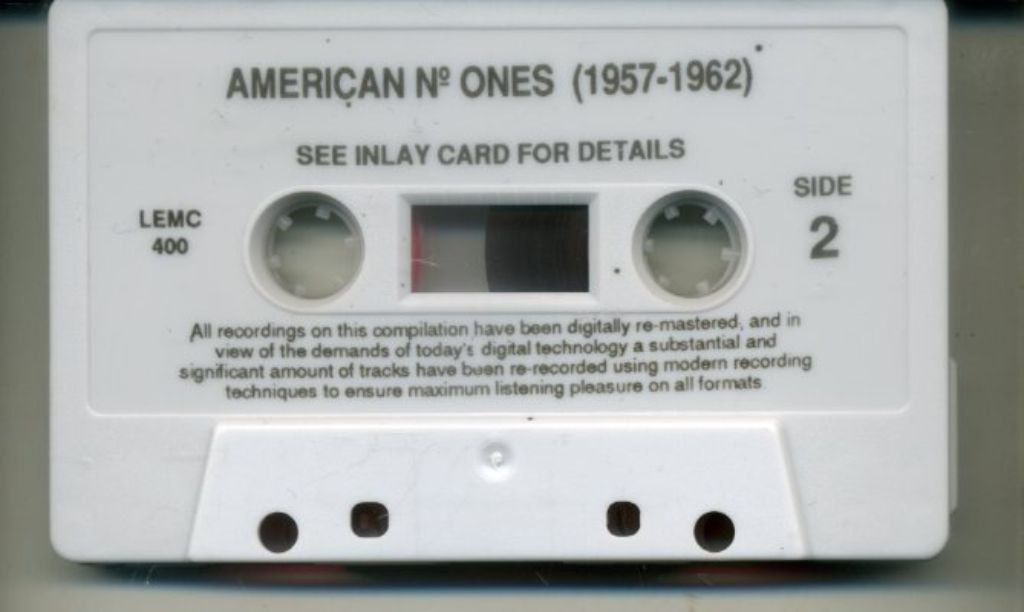 AMERICAN Nº ONES (1957-1962)
SEE INLAY CARD FOR DETAILS
LEMC
400
SIDE
2
All recordings on this compilation have been digitally re-mastered, and in
view of the demands of today's digital technology a substantial and
significant amount of tracks have been re-recorded using modern recording
techniques to ensure maximum listening pleasure on all formats